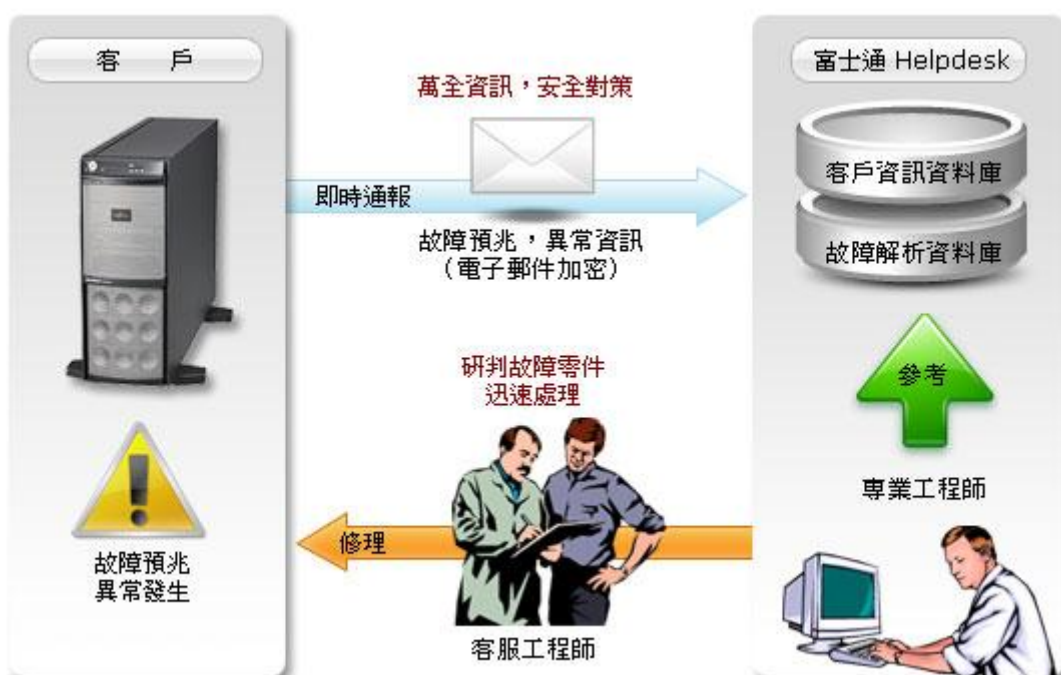 客 戶
故障預兆
異常發生
萬全資訊，安全對策
即時通報
故障預兆，異常資訊
（電子郵件加密）
研判故障零件
迅速處理
修理
客服工程師
富士通 Helpdesk
客戶資訊資料庫
故障解析資料庫
參考
專業工程師